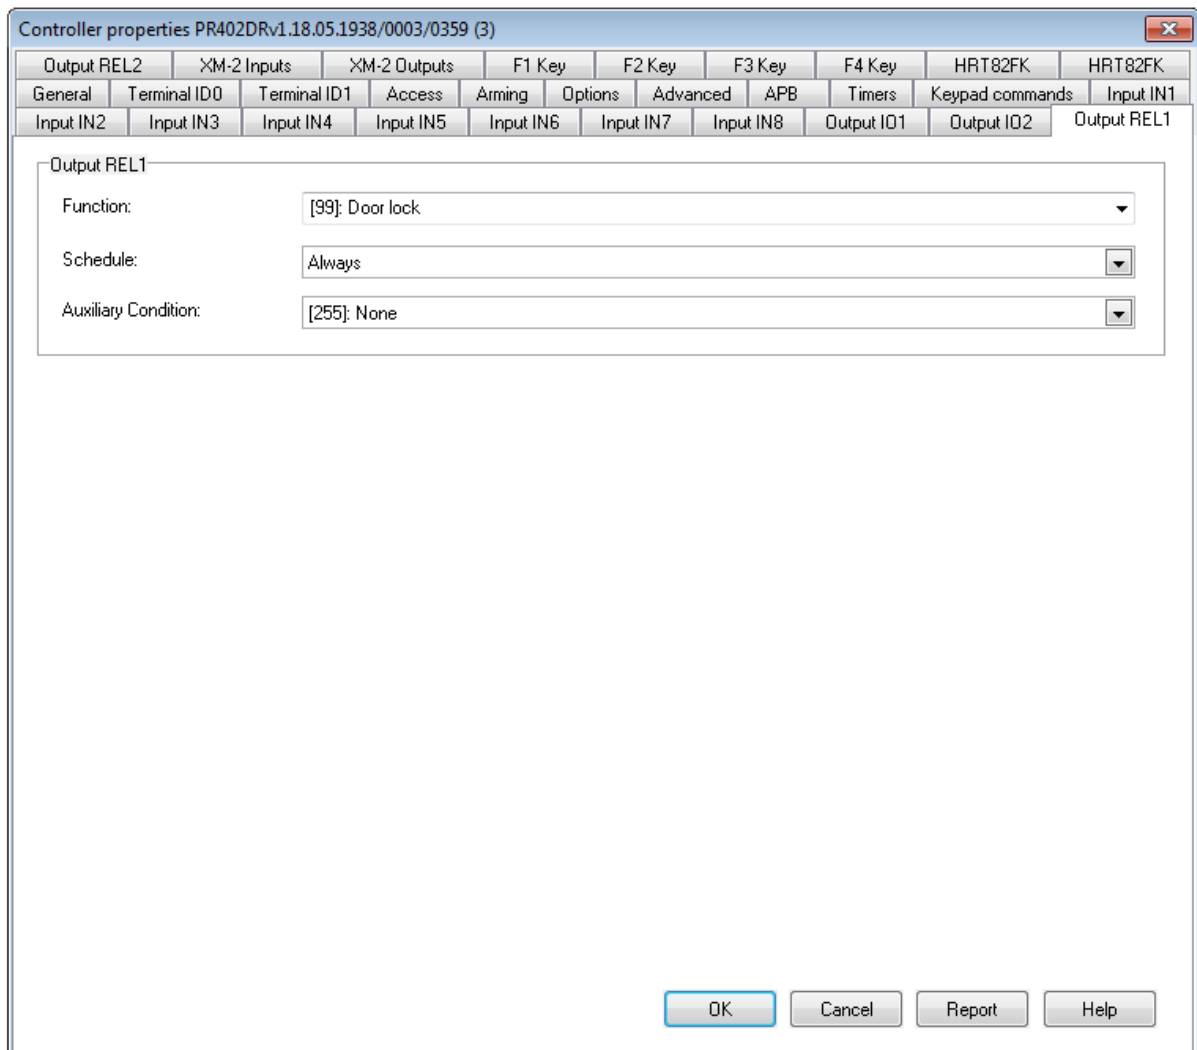 Controller properties PR402DRv1.18.05.1938/0003/0359 (3)
Output REL2 XM-2 Inputs XM-2 Outputs F1 Key F2 Key F3 Key F4 Key HRT82FK HRT82FK
General Terminal ID0 Terminal ID1 Access Arming Options Advanced APB Timers Keypad commands Input IN1
Input IN2 Input IN3 Input IN4 Input IN5 Input IN6 Input IN7 Input IN8 Output IO1 Output IO2 Output REL1
Output REL1
Function: [99]: Door lock
Schedule: Always
Auxiliary Condition: [255]: None
OK Cancel Report Help